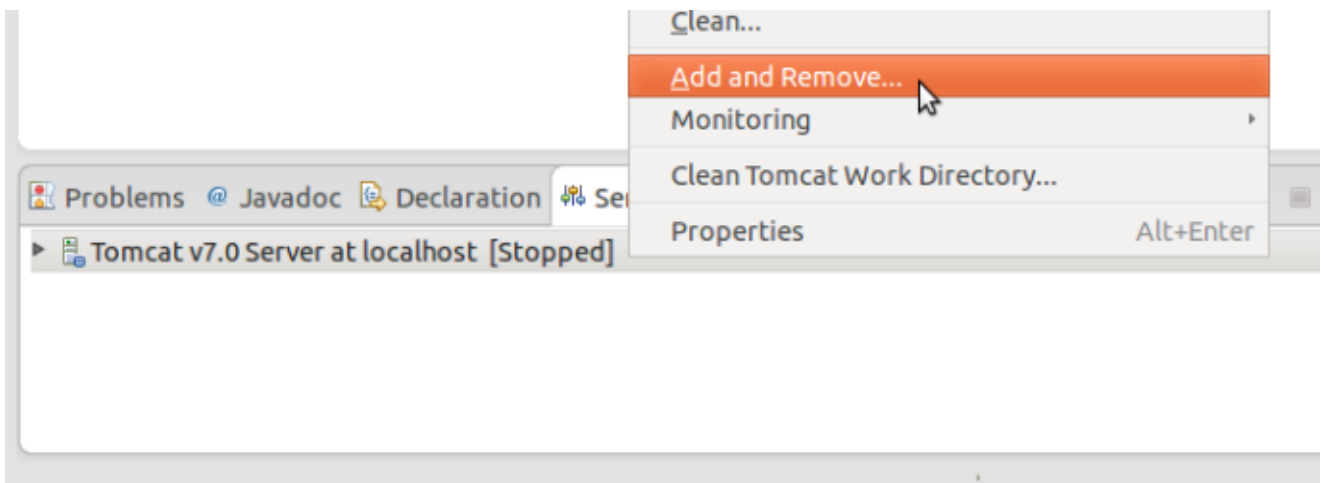 Clean...
Add and Remove...
Monitoring
Clean Tomcat Work Directory...
Properties Alt+Enter
Problems @ Javadoc Declaration Se
Tomcat v7.0 Server at localhost [Stopped]